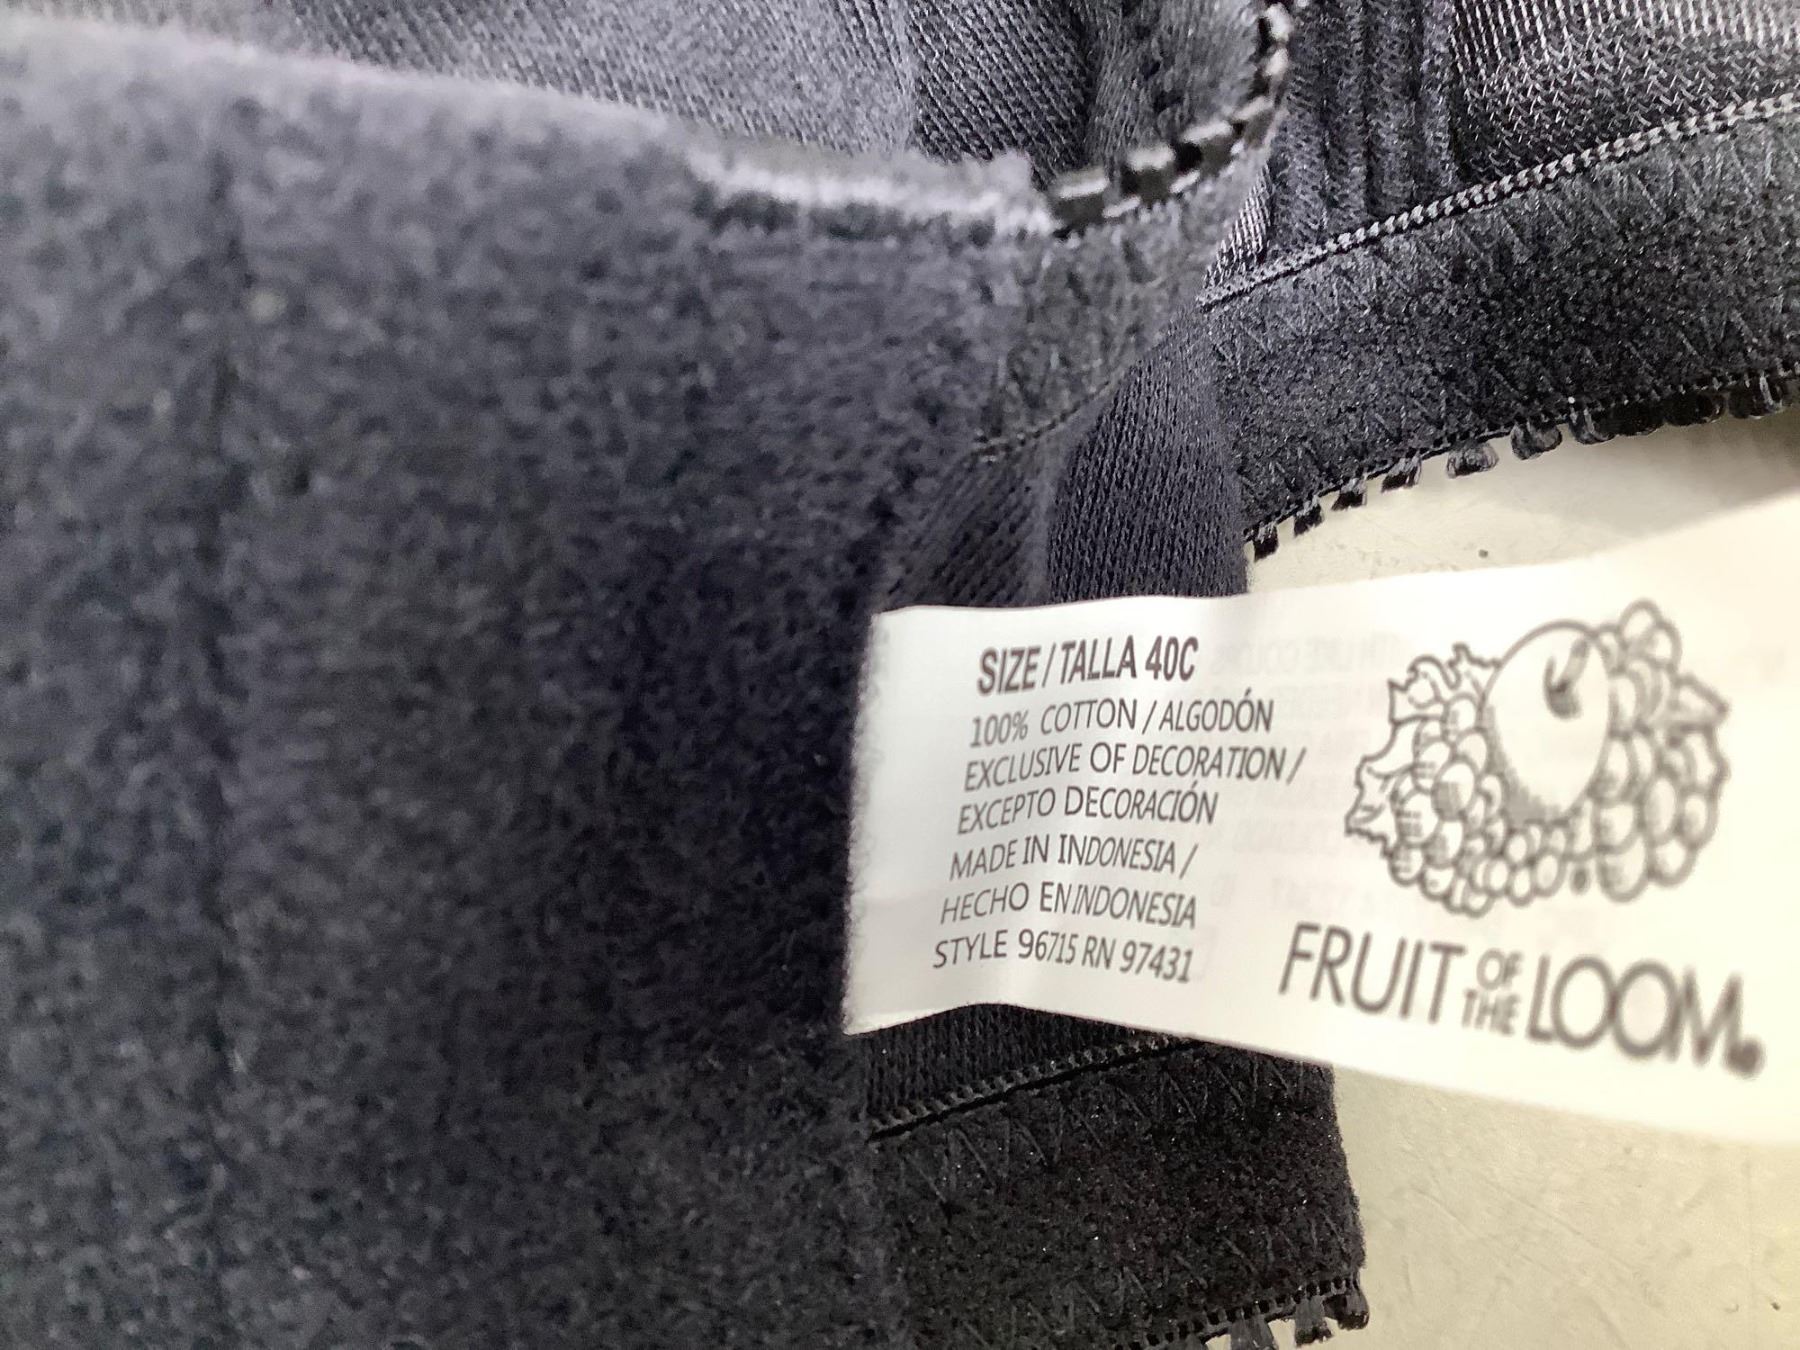 SIZE / TALLA 40C
100% COTTON / ALGODÓN
EXCLUSIVE OF DECORATION /
EXCEPTO DECORACIÓN
MADE IN INDONESIA /
HECHO EN INDONESIA
STYLE 96715 RN 97431
FRUIT OF THE LOOM